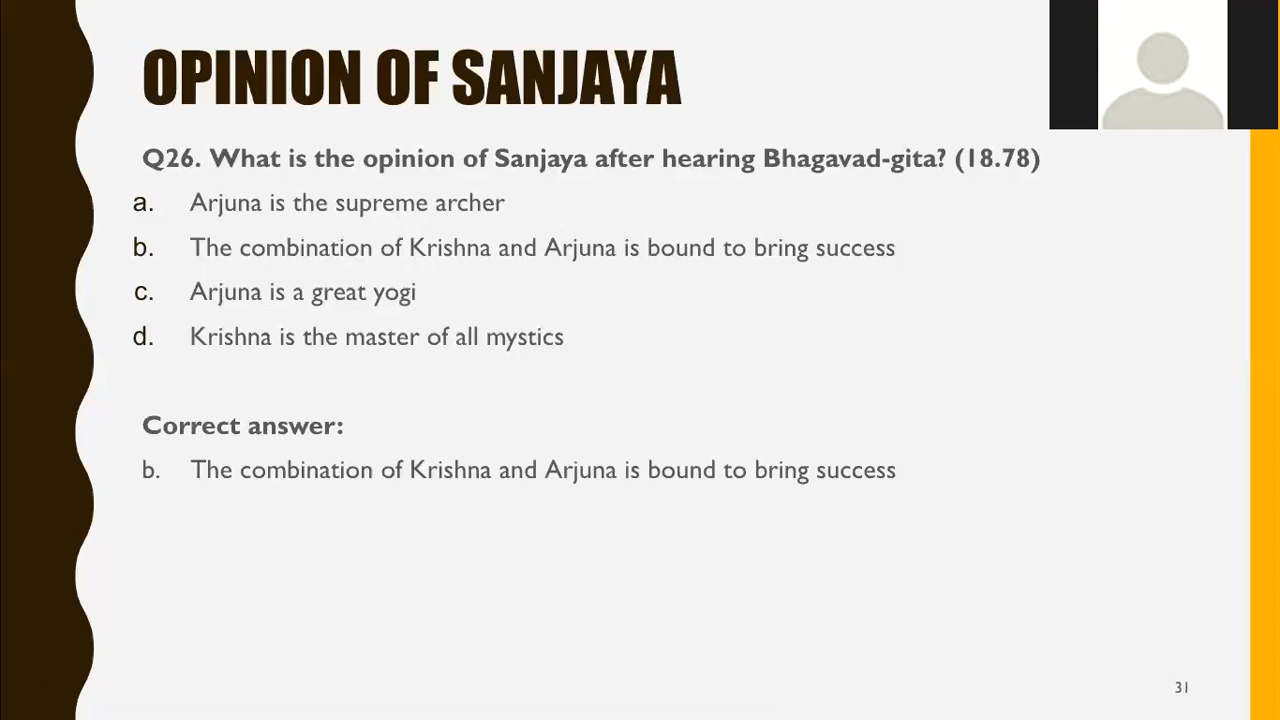 OPINION OF SANJAYA
Q26. What is the opinion of Sanjaya after hearing Bhagavad-gita? (18.78)
a. Arjuna is the supreme archer
b. The combination of Krishna and Arjuna is bound to bring success
c. Arjuna is a great yogi
d. Krishna is the master of all mystics
Correct answer:
b. The combination of Krishna and Arjuna is bound to bring success
31